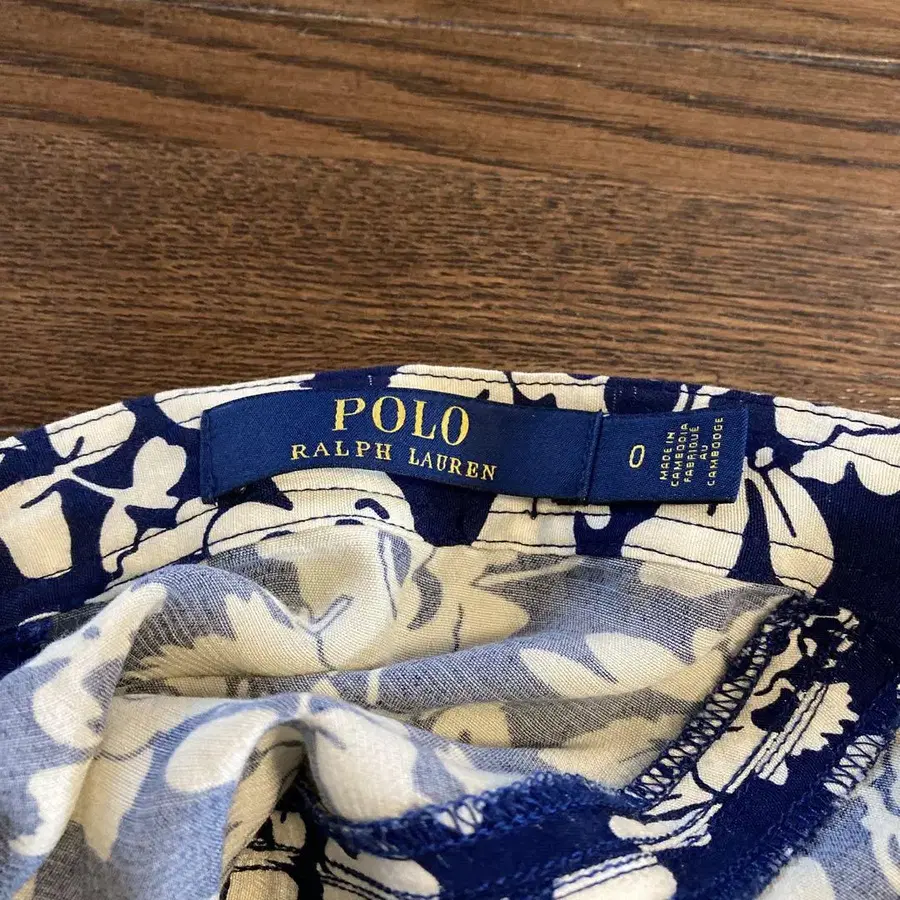 POLO
RALPH LAUREN
0
MADE IN
CAMBODIA
FABRIQUÉ
AU
CAMBODGE